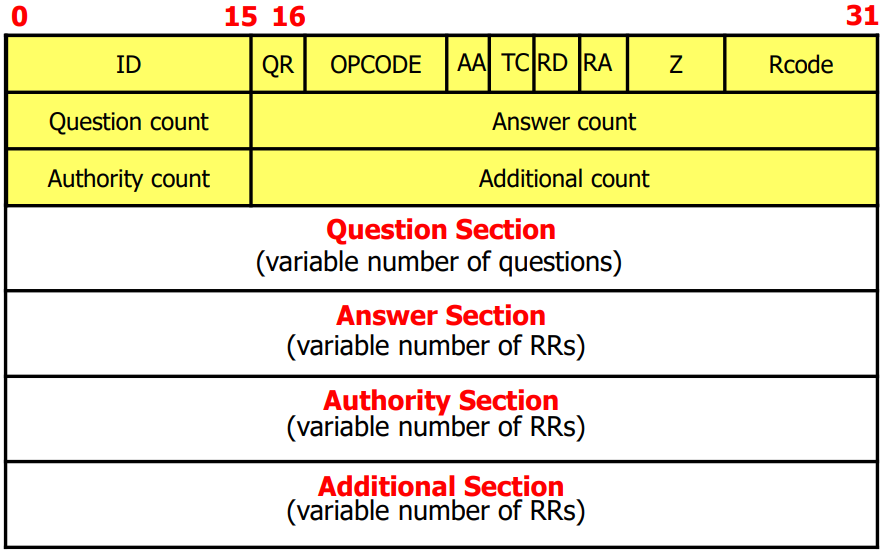 0 15 16 31
ID QR OPCODE AA TC RD RA Z Rcode
Question count Answer count
Authority count Additional count
Question Section
(variable number of questions)
Answer Section
(variable number of RRs)
Authority Section
(variable number of RRs)
Additional Section
(variable number of RRs)